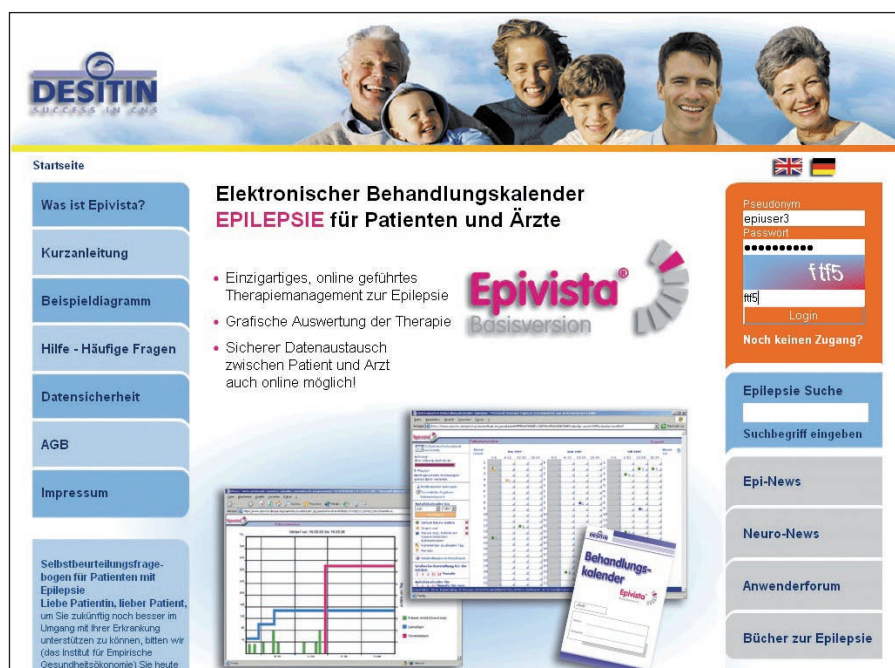 DESITIN
SUCCESS IN CNS
Startseite
Was ist Epivista?
Kurzanleitung
Beispieldiagramm
Hilfe - Häufige Fragen
Datensicherheit
AGB
Impressum
Selbstbeurteilungsfrage-
bogen für Patienten mit
Epilepsie
Liebe Patientin, lieber Patient,
um Sie zukünftig noch besser im
Umgang mit Ihrer Erkrankung
unterstützen zu können, bitten wir
(das Institut für Empirische
Gesundheitsökonomie) Sie heute
Elektronischer Behandlungskalender
EPILEPSIE für Patienten und Ärzte
• Einzigartiges, online geführtes
Therapiemanagement zur Epilepsie
• Grafische Auswertung der Therapie
• Sicherer Datenaustausch
zwischen Patient und Arzt
auch online möglich!
Epivista®
Basisversion
Epivista
DESITIN
Behandlungs-
kalender
Epivista
Pseudonym
epiuser3
Passwort
●●●●●●●●●●
ftf5
ftf5
Login
Noch keinen Zugang?
Epilepsie Suche
Suchbegriff eingeben
Epi-News
Neuro-News
Anwenderforum
Bücher zur Epilepsie